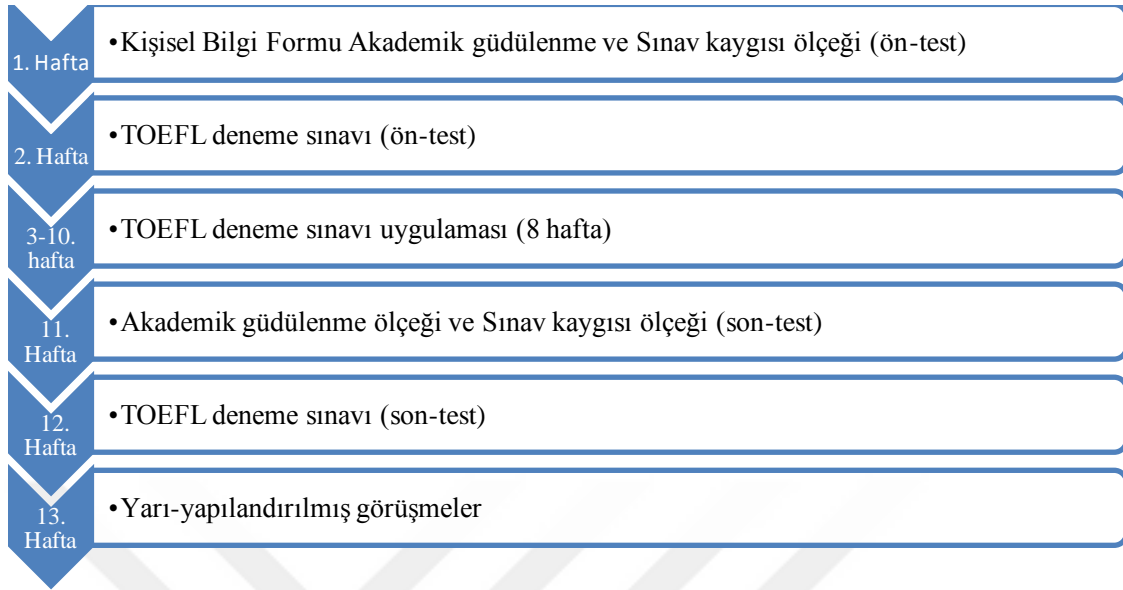 1. Hafta
•Kişisel Bilgi Formu Akademik güdülenme ve Sınav kaygısı ölçeği (ön-test)
2. Hafta
•TOEFL deneme sınavı (ön-test)
3-10.
hafta
•TOEFL deneme sınavı uygulaması (8 hafta)
11.
Hafta
•Akademik güdülenme ölçeği ve Sınav kaygısı ölçeği (son-test)
12.
Hafta
•TOEFL deneme sınavı (son-test)
13.
Hafta
•Yarı-yapılandırılmış görüşmeler